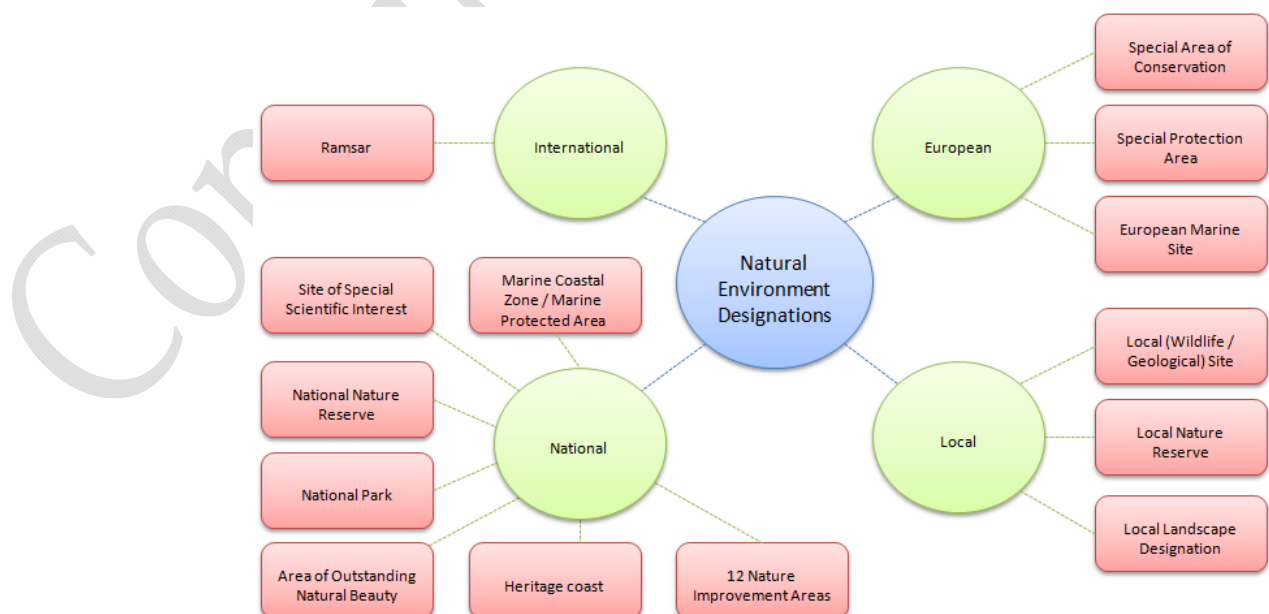 Special Area of
Conservation
Ramsar
International
European
Special Protection
Area
European Marine
Site
Natural
Environment
Designations
Site of Special
Scientific Interest
Marine Coastal
Zone / Marine
Protected Area
Local (Wildlife /
Geological) Site
National Nature
Reserve
National
Local
Local Nature
Reserve
National Park
Local Landscape
Designation
Area of Outstanding
Natural Beauty
Heritage coast
12 Nature
Improvement Areas